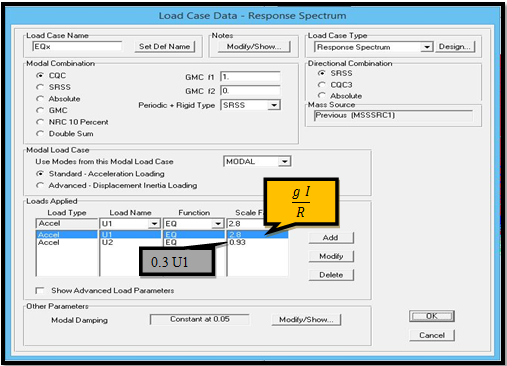 Load Case Data - Response Spectrum
Load Case Name
EQx
Set Def Name
Notes
Modify/Show...
Load Case Type
Response Spectrum
Design...
Modal Combination
CQC
SRSS
Absolute
GMC
NRC 10 Percent
Double Sum
GMC f1 1.
GMC f2 0.
Periodic + Rigid Type SRSS
Directional Combination
SRSS
CQC3
Absolute
Mass Source
Previous (MSSSRC1)
Modal Load Case
Use Modes from this Modal Load Case MODAL
Standard - Acceleration Loading
Advanced - Displacement Inertia Loading
Loads Applied
Load Type Load Name Function Scale Fa
Accel U1 EQ 2.8
Accel U1 EQ 2.8
Accel U2 EQ 0.93
g I
R
0.3 U1
Add
Modify
Delete
Show Advanced Load Parameters
Other Parameters
Modal Damping Constant at 0.05 Modify/Show...
OK
Cancel